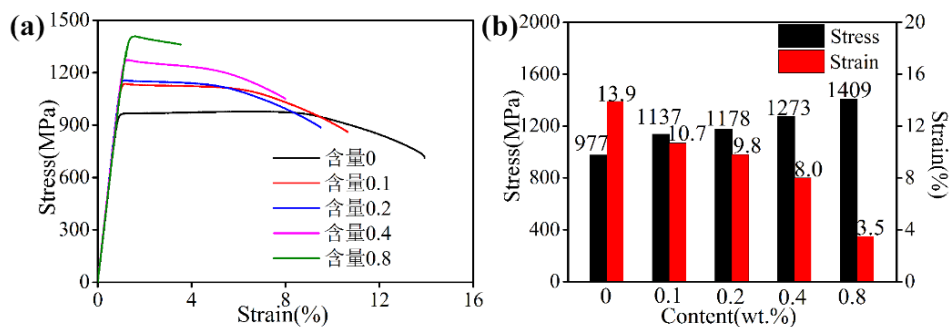 (a)
1500
1200
900
600
300
0
Stress(MPa)
含量0
含量0.1
含量0.2
含量0.4
含量0.8
0 4 8 12 16
Strain(%)
(b)
2000
1600
1200
800
400
0
Stress(MPa)
Stress
Strain
977 13.9
1137 10.7
1178 9.8
1273 8.0
1409 3.5
20
16
12
8
4
0
Strain(%)
0 0.1 0.2 0.4 0.8
Content(wt.%)